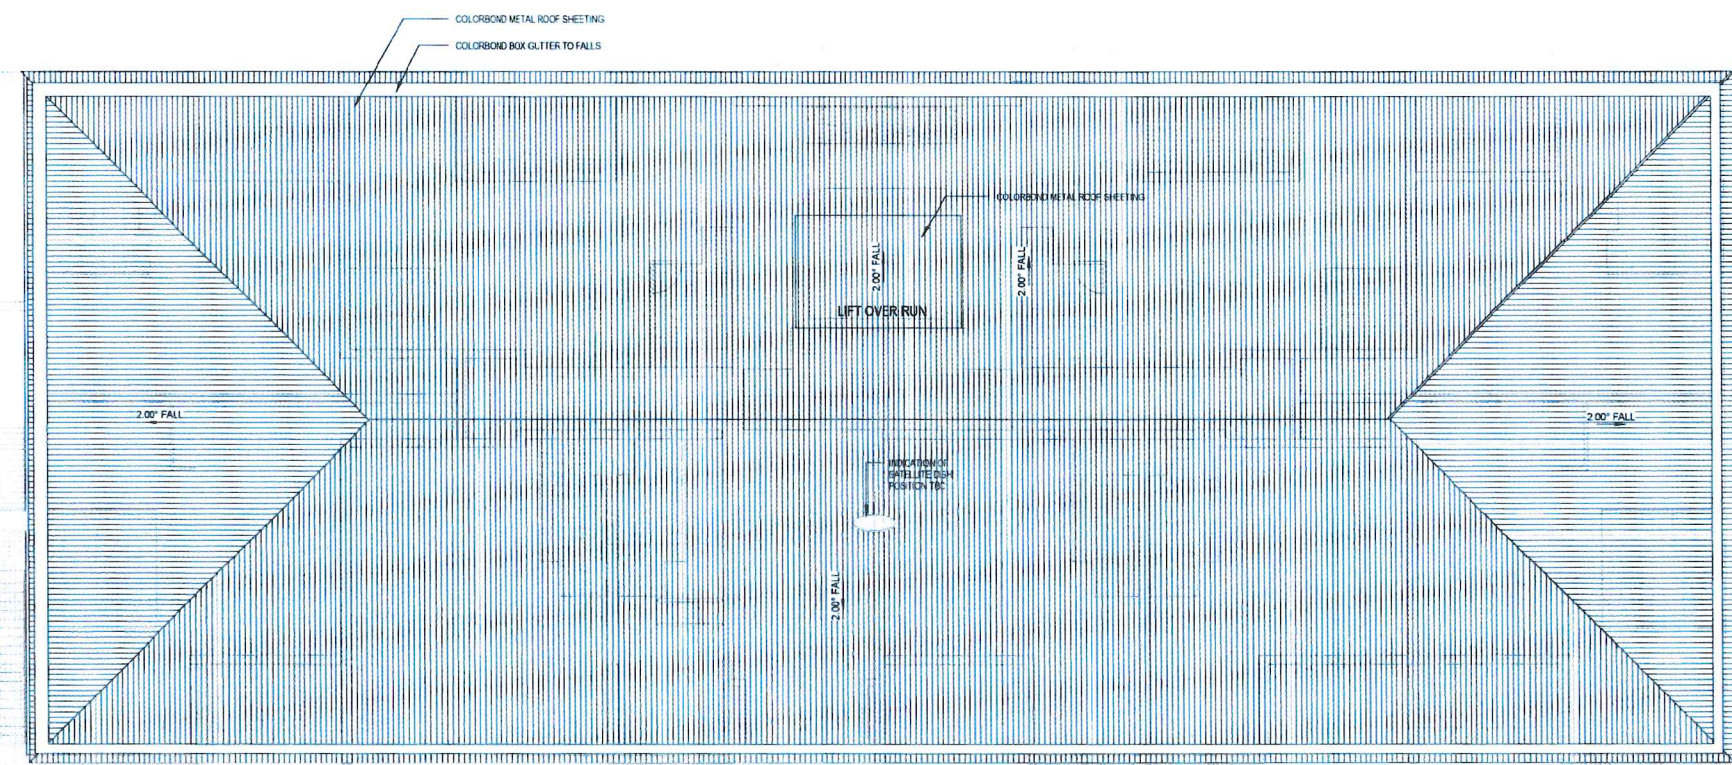 COLORBOND METAL ROOF SHEETING
COLORBOND BOX GUTTER TO FALLS
COLORBOND METAL ROOF SHEETING
2.00° FALL
2.00° FALL
LIFT OVER RUN
2.00° FALL
2.00° FALL
INDICATION OF
SATELLITE DISH
POSITION TBC
2.00° FALL